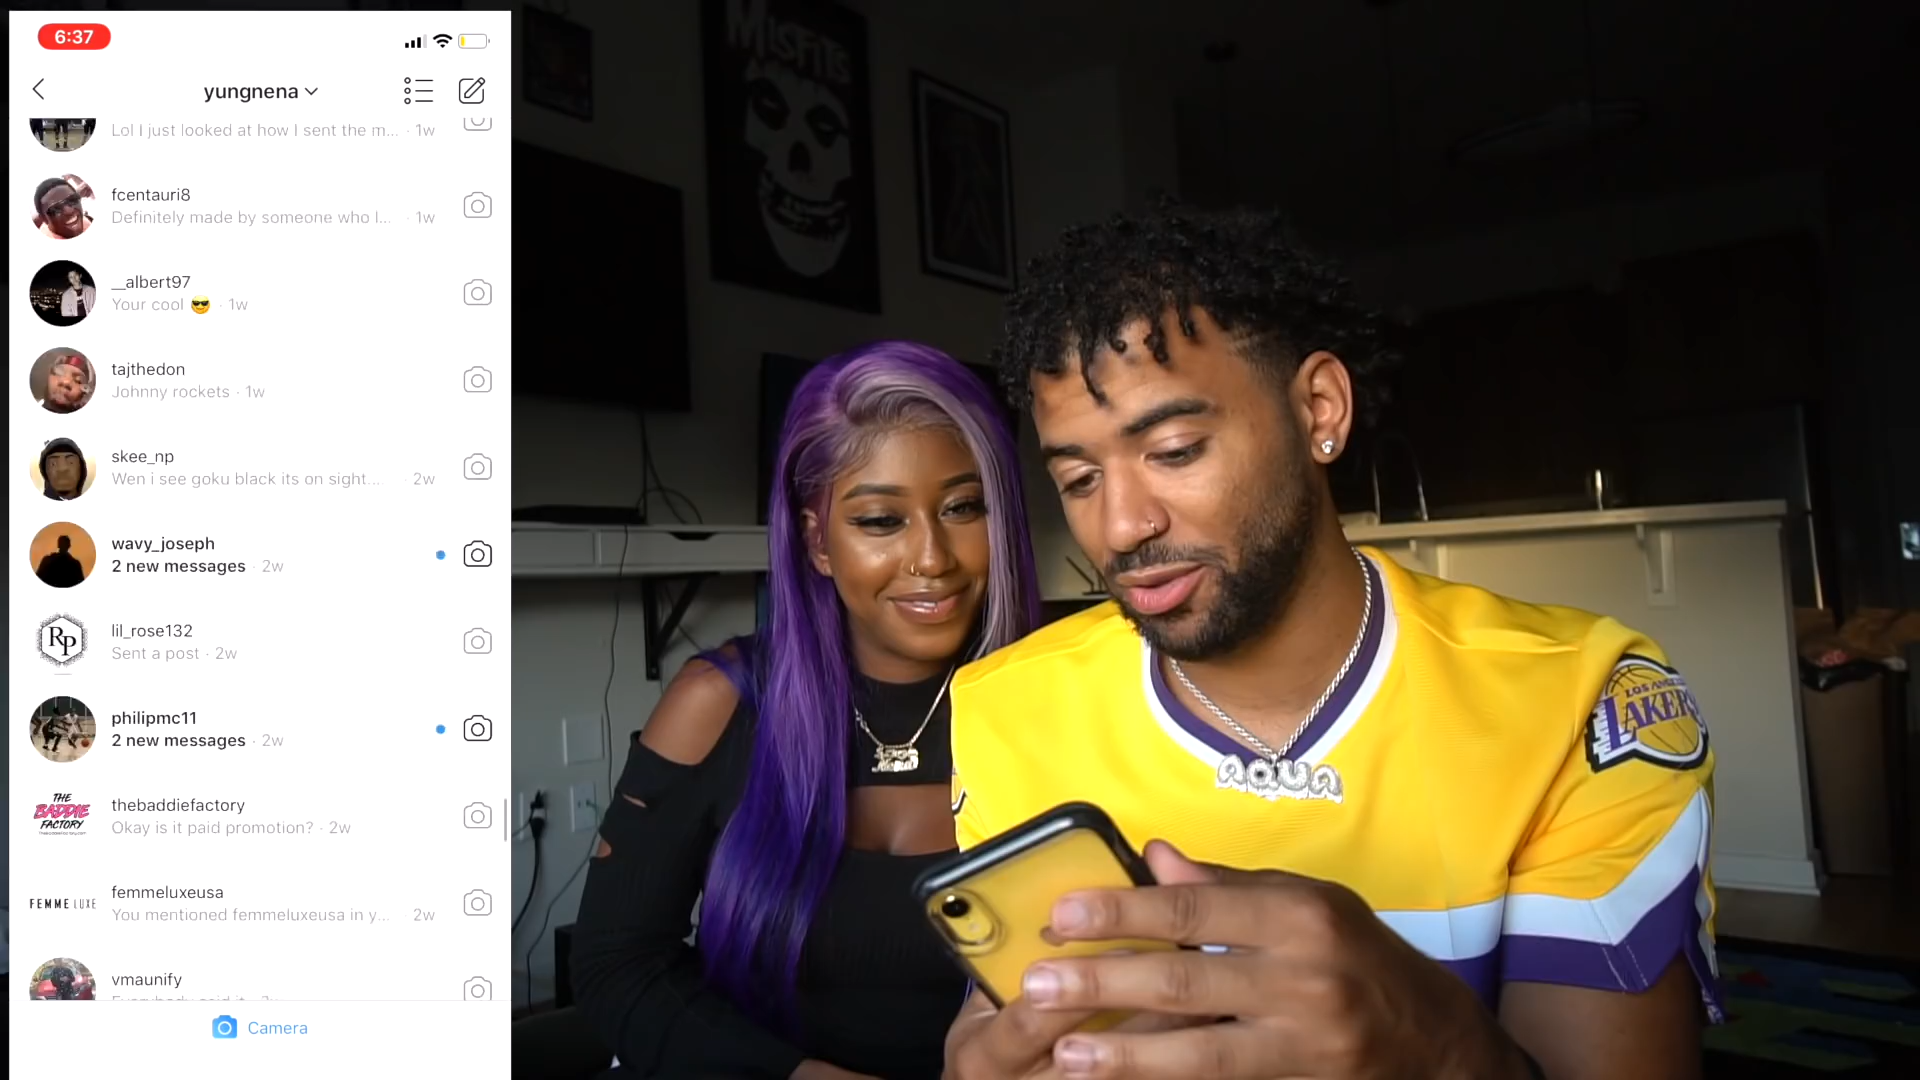 6:37
yungnena
Lol I just looked at how I sent the m... · 1w
fcentauri8
Definitely made by someone who l... · 1w
__albert97
Your cool 😎 · 1w
tajthedon
Johnny rockets · 1w
skee_np
Wen i see goku black its on sight... · 2w
wavy_joseph
2 new messages · 2w
RP
lil_rose132
Sent a post · 2w
philipmc11
2 new messages · 2w
THE
BADDIE
FACTORY
thebaddiefactory
Okay is it paid promotion? · 2w
FEMME LUXE
femmeluxeusa
You mentioned femmeluxeusa in y... · 2w
vmaunify
Camera
MISFITS
LOS ANGELES
LAKERS
AQUA